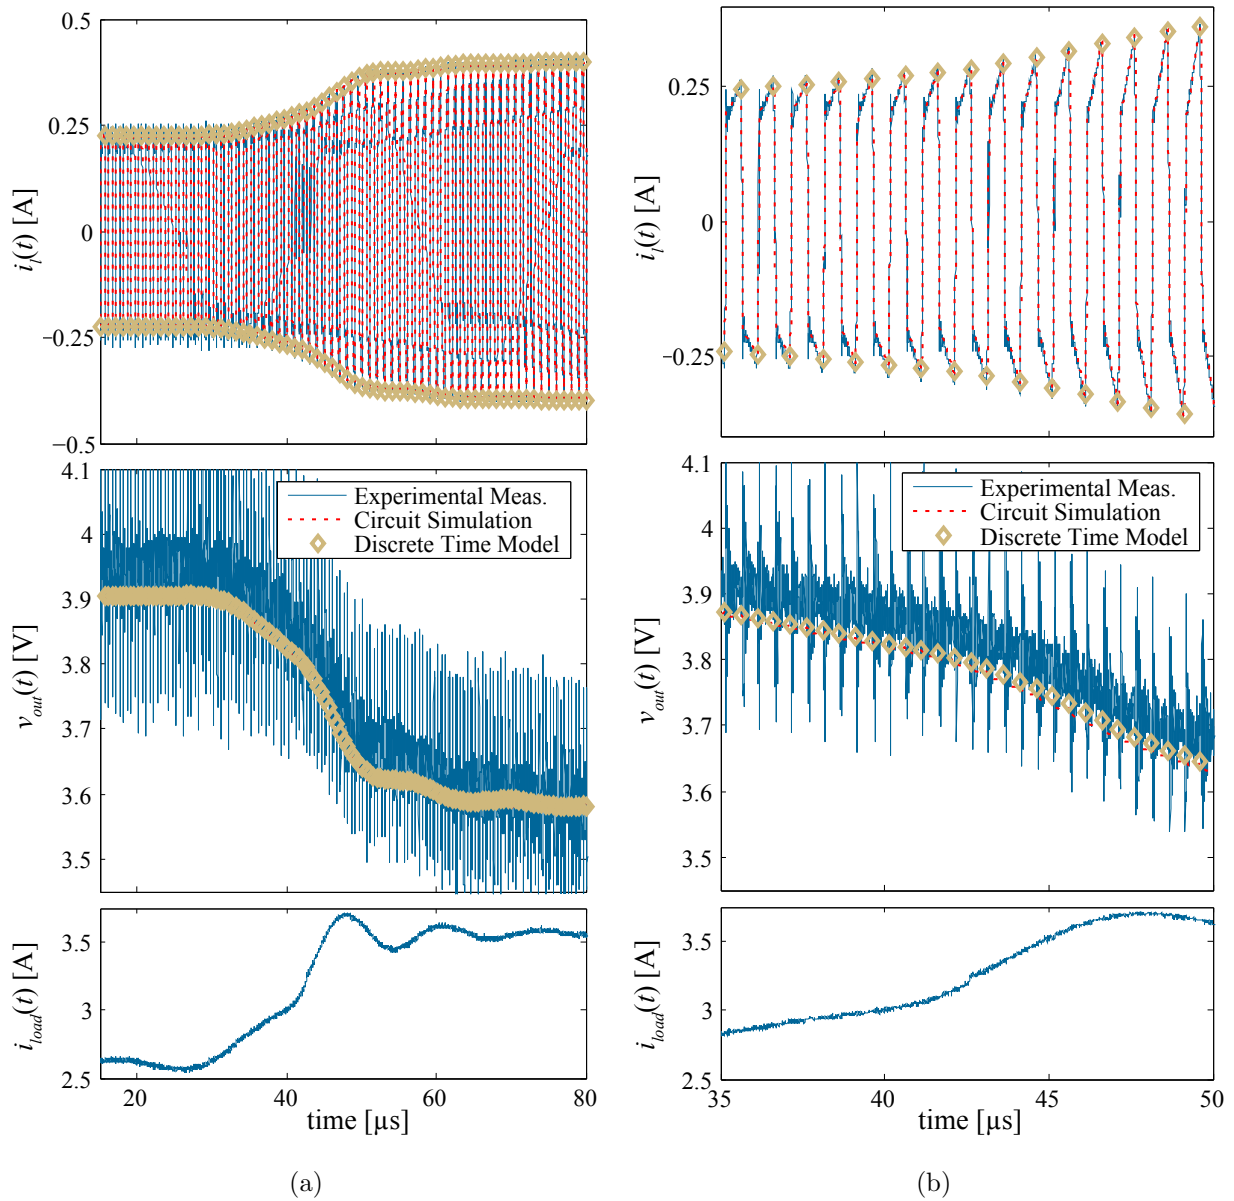 0.5
0.25
0
−0.25
−0.5
i_l(t) [A]
4.1
4
3.9
3.8
3.7
3.6
3.5
v_out(t) [V]
Experimental Meas.
Circuit Simulation
Discrete Time Model
3.5
3
2.5
i_load(t) [A]
20
40
60
80
time [µs]
(a)
0.25
0
−0.25
i_l(t) [A]
4.1
4
3.9
3.8
3.7
3.6
3.5
v_out(t) [V]
Experimental Meas.
Circuit Simulation
Discrete Time Model
3.5
3
2.5
i_load(t) [A]
35
40
45
50
time [µs]
(b)